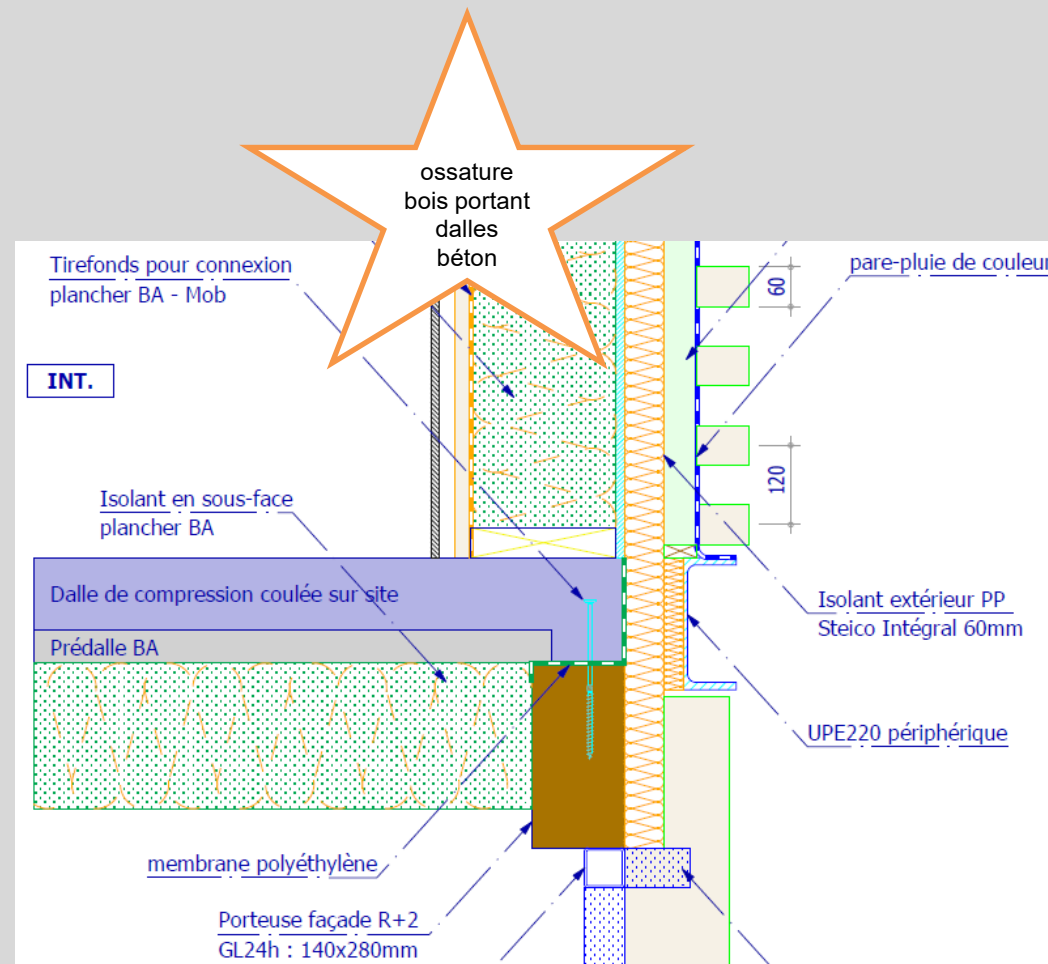 ossature
bois portant
dalles
béton
Tirefonds pour connexion
plancher BA - Mob
pare-pluie de couleur
60
INT.
120
Isolant en sous-face
plancher BA
Dalle de compression coulée sur site
Isolant extérieur PP
Steico Intégral 60mm
Prédalle BA
UPE220 périphérique
membrane polyéthylène
Porteuse façade R+2
GL24h : 140x280mm